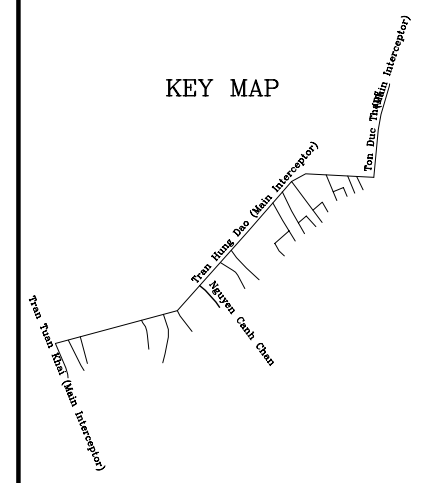 KEY MAP
Ton Duc Thang (Main Interceptor)
Tran Hung Dao (Main Interceptor)
Nguyen Canh Chan
Tran Tuan Khai (Main Interceptor)